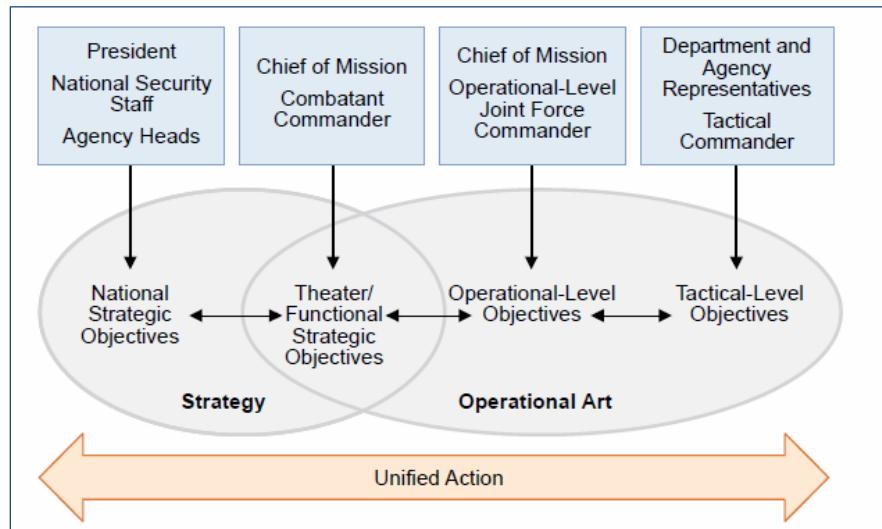 President
National Security
Staff
Agency Heads
Chief of Mission
Combatant
Commander
Chief of Mission
Operational-Level
Joint Force
Commander
Department and
Agency
Representatives
Tactical
Commander
National
Strategic
Objectives
Theater/
Functional
Strategic
Objectives
Operational-Level
Objectives
Tactical-Level
Objectives
Strategy
Operational Art
Unified Action